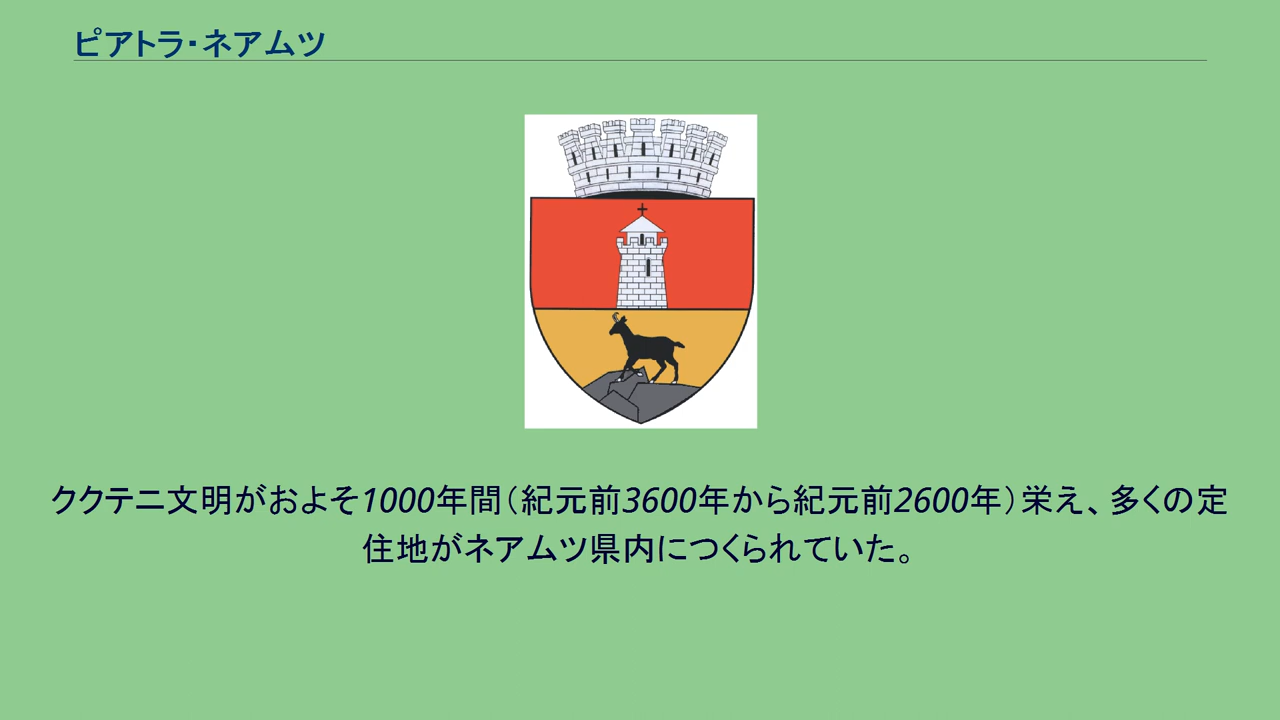 ピアトラ・ネアムツ
ククテニ文明がおよそ1000年間（紀元前3600年から紀元前2600年）栄え、多くの定
住地がネアムツ県内につくられていた。